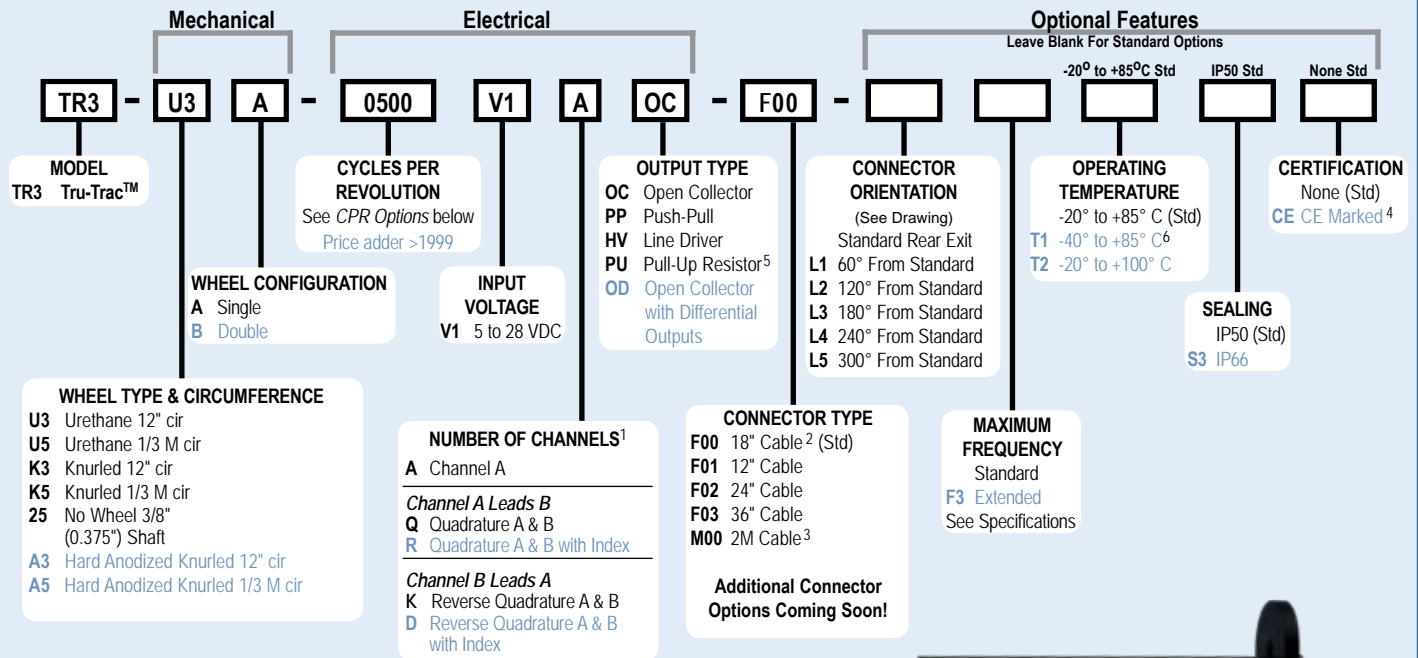 Mechanical
Electrical
Optional Features
Leave Blank For Standard Options
-20° to +85°C Std
IP50 Std
None Std
TR3 - U3 A - 0500 V1 A OC - F00 -
MODEL
TR3 Tru-Trac™
CYCLES PER
REVOLUTION
See CPR Options below
Price adder >1999
OUTPUT TYPE
OC Open Collector
PP Push-Pull
HV Line Driver
PU Pull-Up Resistor5
OD Open Collector
with Differential
Outputs
CONNECTOR
ORIENTATION
(See Drawing)
Standard Rear Exit
L1 60° From Standard
L2 120° From Standard
L3 180° From Standard
L4 240° From Standard
L5 300° From Standard
OPERATING
TEMPERATURE
-20° to +85° C (Std)
T1 -40° to +85° C6
T2 -20° to +100° C
CERTIFICATION
None (Std)
CE CE Marked 4
WHEEL CONFIGURATION
A Single
B Double
INPUT
VOLTAGE
V1 5 to 28 VDC
SEALING
IP50 (Std)
S3 IP66
WHEEL TYPE & CIRCUMFERENCE
U3 Urethane 12" cir
U5 Urethane 1/3 M cir
K3 Knurled 12" cir
K5 Knurled 1/3 M cir
25 No Wheel 3/8"
(0.375") Shaft
A3 Hard Anodized Knurled 12" cir
A5 Hard Anodized Knurled 1/3 M cir
NUMBER OF CHANNELS1
A Channel A
Channel A Leads B
Q Quadrature A & B
R Quadrature A & B with Index
Channel B Leads A
K Reverse Quadrature A & B
D Reverse Quadrature A & B
with Index
CONNECTOR TYPE
F00 18" Cable 2 (Std)
F01 12" Cable
F02 24" Cable
F03 36" Cable
M00 2M Cable 3
Additional Connector
Options Coming Soon!
MAXIMUM
FREQUENCY
Standard
F3 Extended
See Specifications